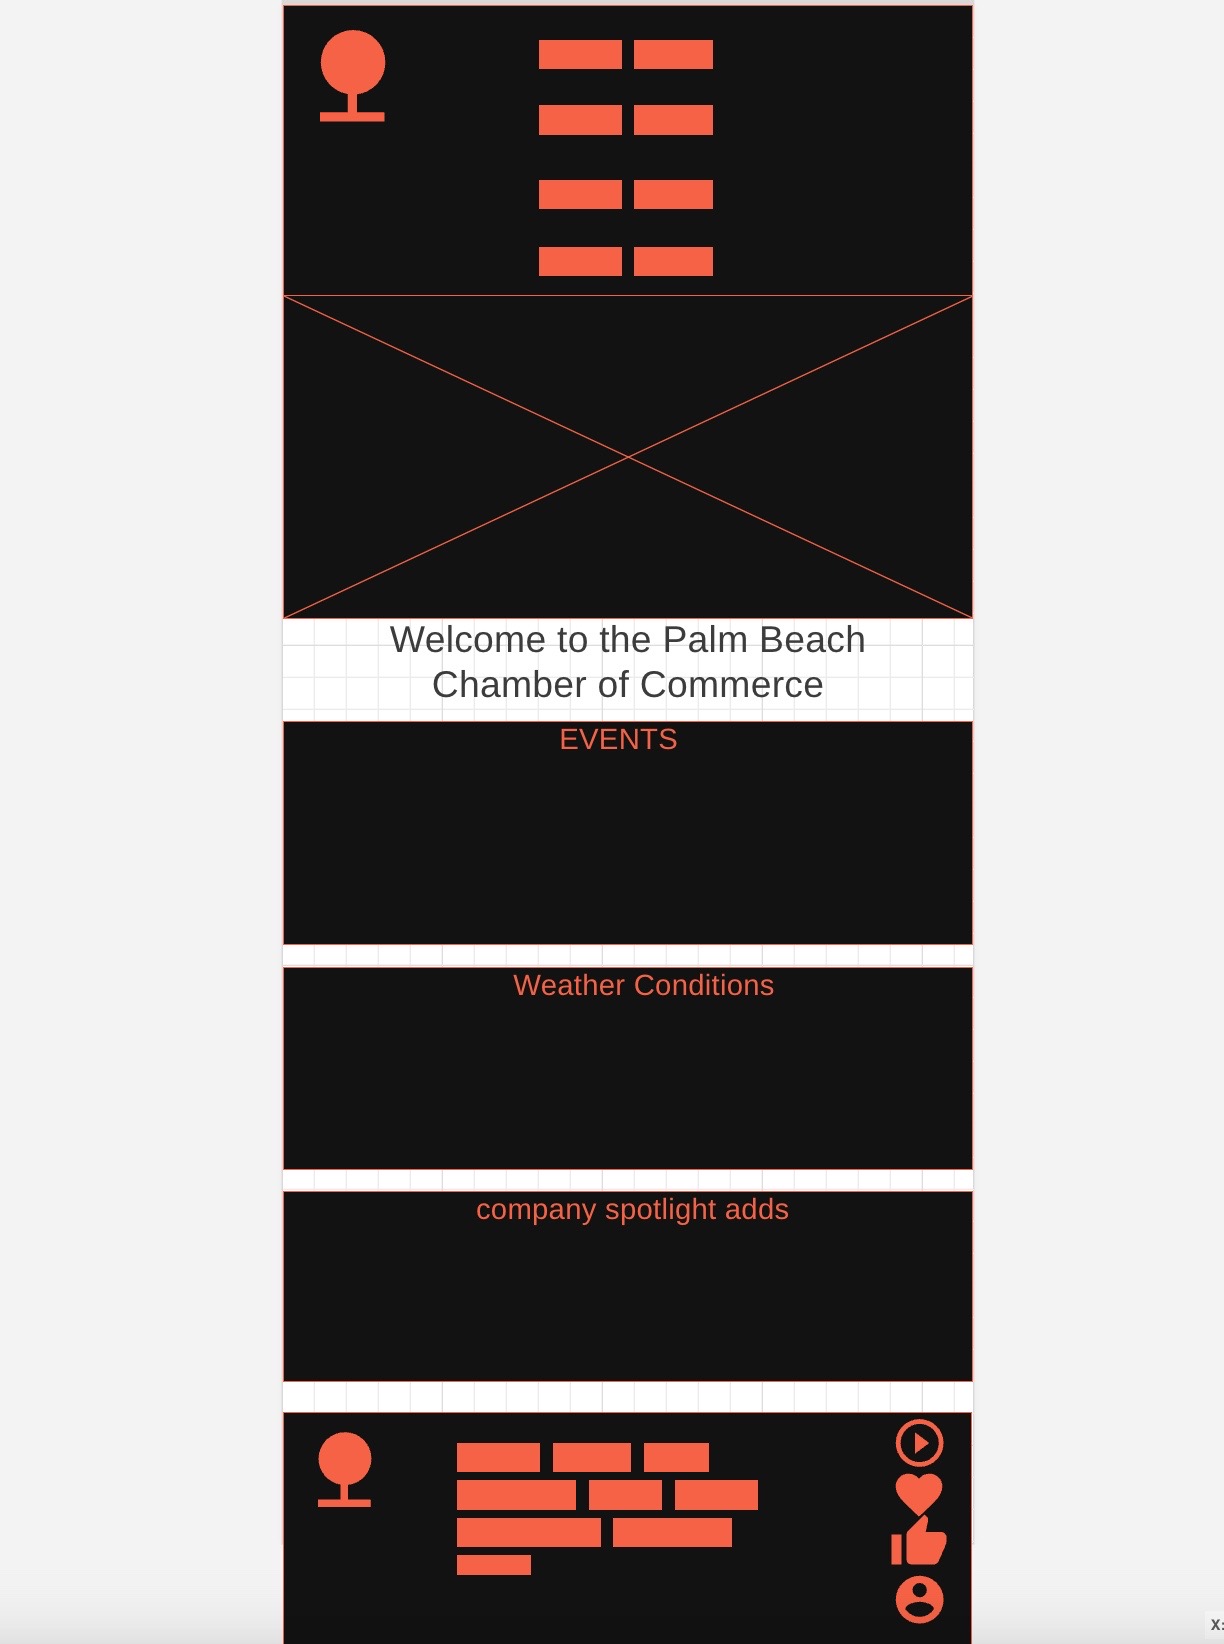 Welcome to the Palm Beach
Chamber of Commerce
EVENTS
Weather Conditions
company spotlight adds
X: